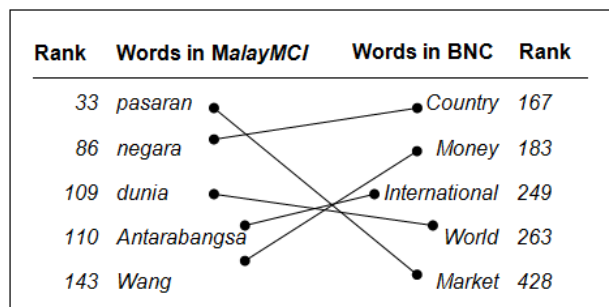 Rank Words in MalayMCI Words in BNC Rank
33 pasaran Country 167
86 negara Money 183
109 dunia International 249
110 Antarabangsa World 263
143 Wang Market 428